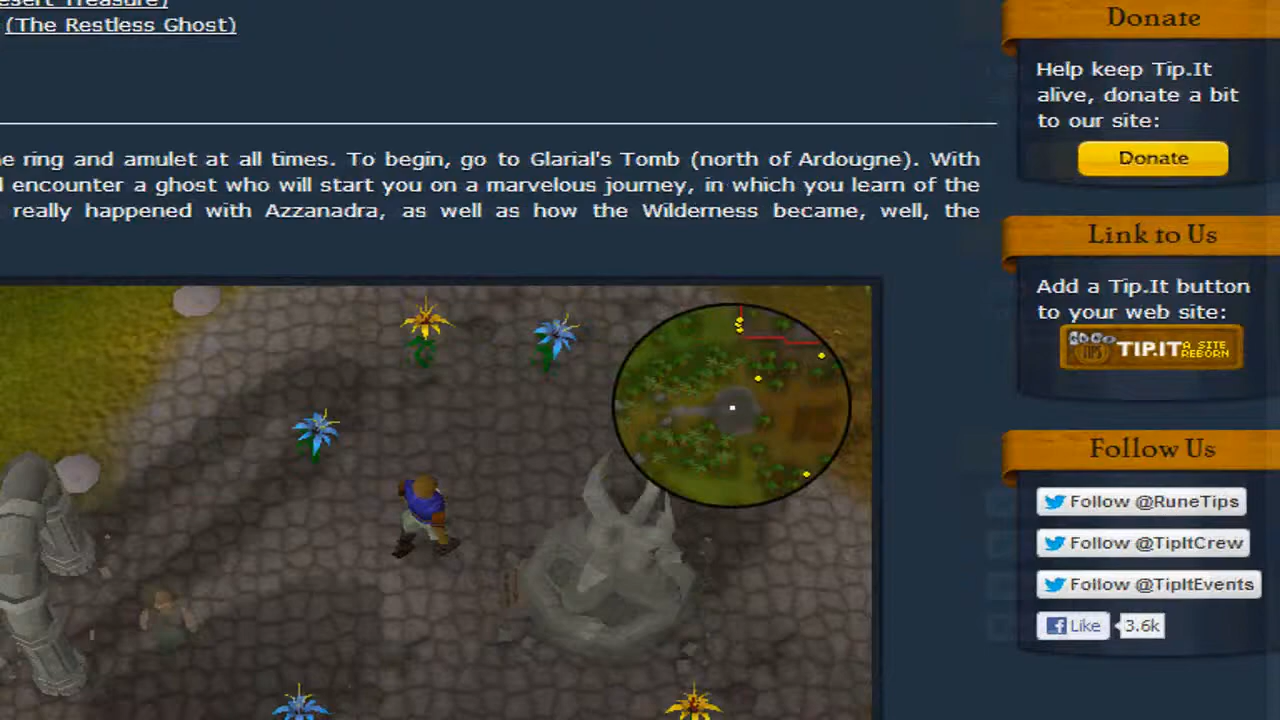 (The Restless Ghost)
ring and amulet at all times. To begin, go to Glarial's Tomb (north of Ardougne). With
encounter a ghost who will start you on a marvelous journey, in which you learn of the
really happened with Azzanadra, as well as how the Wilderness became, well, the
Donate
Help keep Tip.It
alive, donate a bit
to our site:
Donate
Link to Us
Add a Tip.It button
to your web site:
TIPS
TIP.IT
A SITE
REBORN
Follow Us
Follow @RuneTips
Follow @TipItCrew
Follow @TipItEvents
Like
3.6k